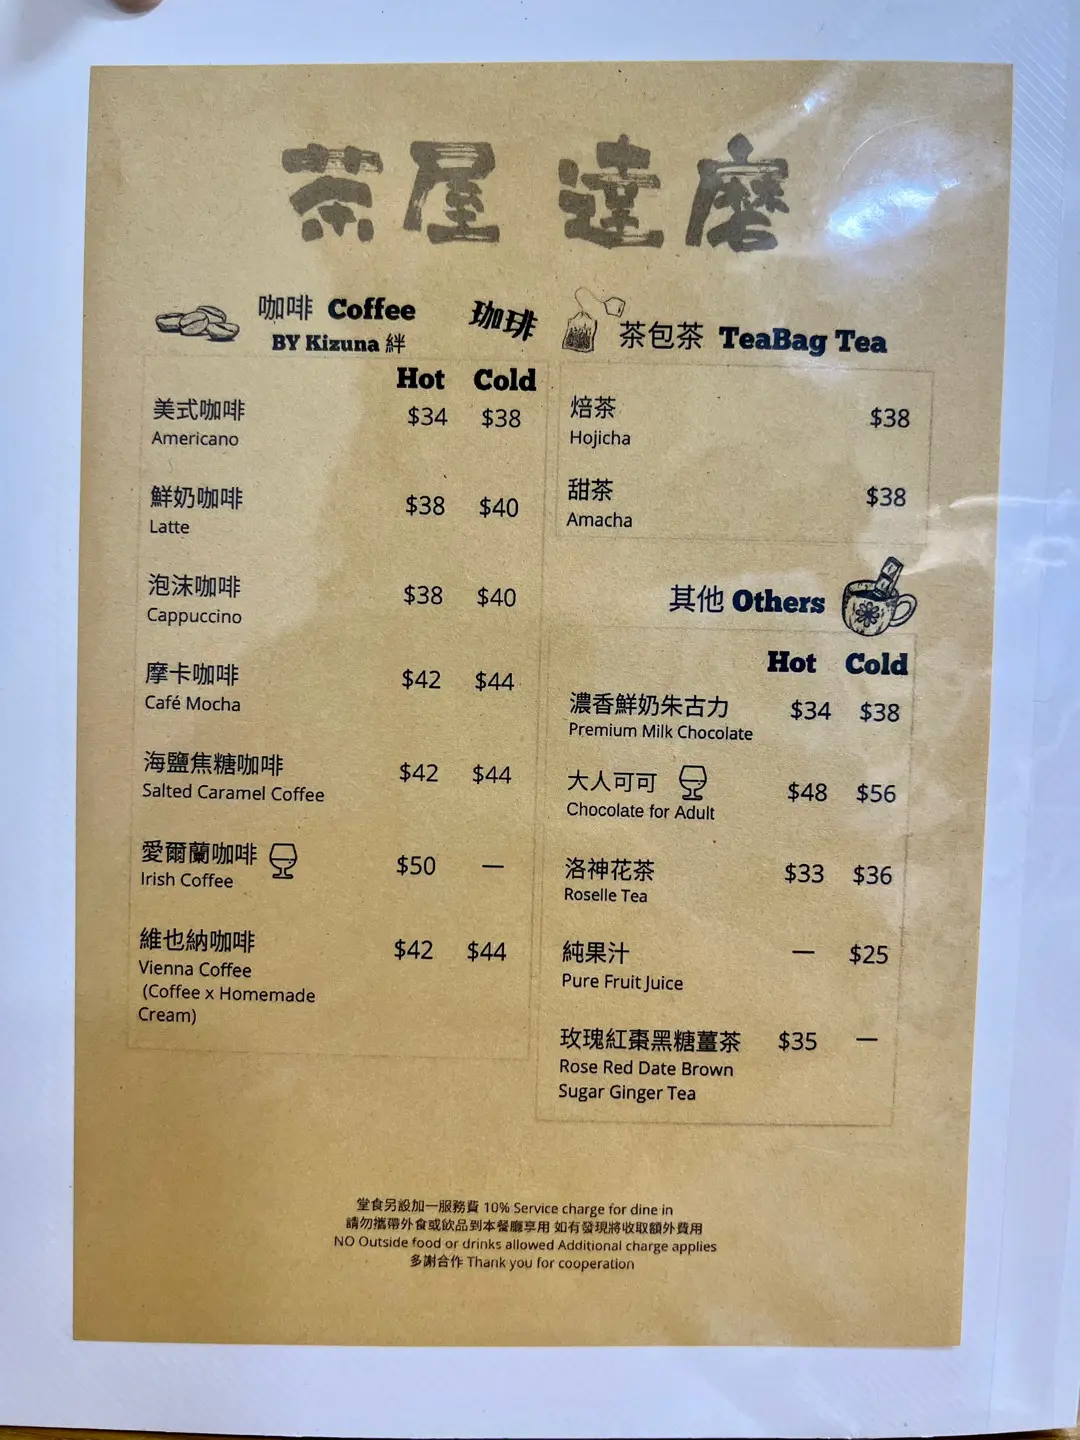 茶屋 達磨
咖啡 Coffee
BY Kizuna 絆
珈琲
Hot Cold
美式咖啡 $34 $38
Americano
鮮奶咖啡 $38 $40
Latte
泡沫咖啡 $38 $40
Cappuccino
摩卡咖啡 $42 $44
Café Mocha
海鹽焦糖咖啡 $42 $44
Salted Caramel Coffee
愛爾蘭咖啡 $50 —
Irish Coffee
維也納咖啡 $42 $44
Vienna Coffee
(Coffee x Homemade
Cream)
茶包茶 TeaBag Tea
焙茶 $38
Hojicha
甜茶 $38
Amacha
其他 Others
Hot Cold
濃香鮮奶朱古力 $34 $38
Premium Milk Chocolate
大人可可 $48 $56
Chocolate for Adult
洛神花茶 $33 $36
Roselle Tea
純果汁 — $25
Pure Fruit Juice
玫瑰紅棗黑糖薑茶 $35 —
Rose Red Date Brown
Sugar Ginger Tea
堂食另設加一服務費 10% Service charge for dine in
請勿攜帶外食或飲品到本餐廳享用 如有發現將收取額外費用
NO Outside food or drinks allowed Additional charge applies
多謝合作 Thank you for cooperation